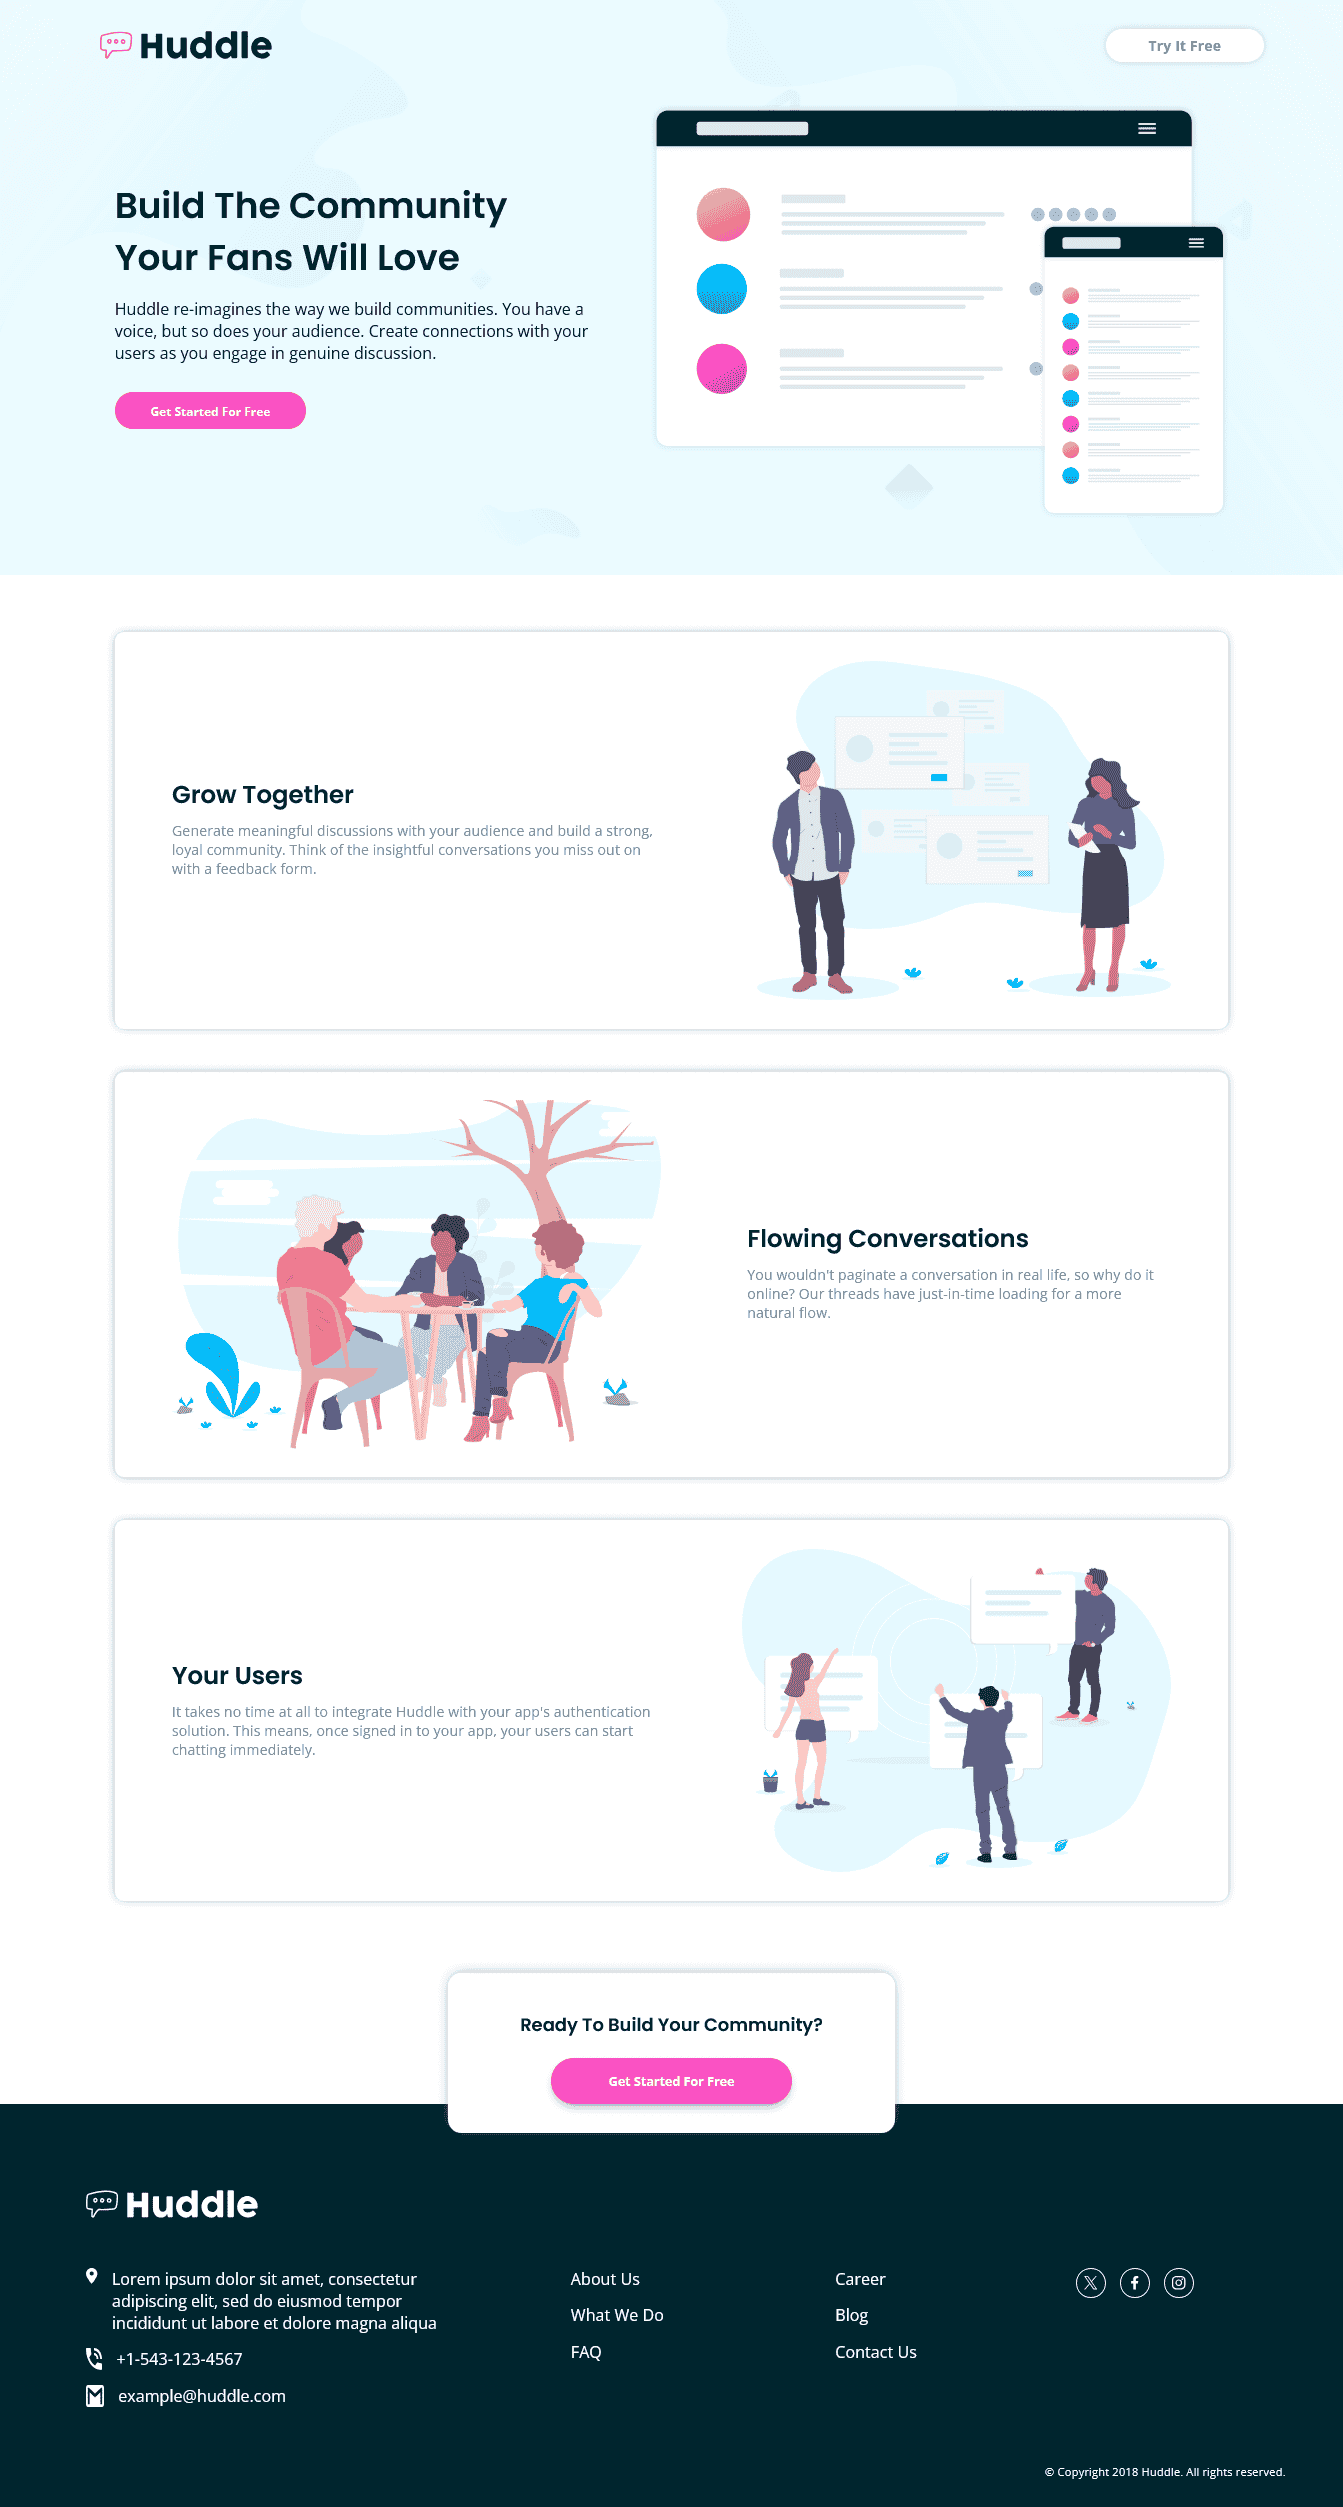 Huddle
Try It Free
Build The Community
Your Fans Will Love
Huddle re-imagines the way we build communities. You have a
voice, but so does your audience. Create connections with your
users as you engage in genuine discussion.
Get Started For Free
Grow Together
Generate meaningful discussions with your audience and build a strong,
loyal community. Think of the insightful conversations you miss out on
with a feedback form.
Flowing Conversations
You wouldn't paginate a conversation in real life, so why do it
online? Our threads have just-in-time loading for a more
natural flow.
Your Users
It takes no time at all to integrate Huddle with your app's authentication
solution. This means, once signed in to your app, your users can start
chatting immediately.
Ready To Build Your Community?
Get Started For Free
Huddle
Lorem ipsum dolor sit amet, consectetur
adipiscing elit, sed do eiusmod tempor
incididunt ut labore et dolore magna aliqua
+1-543-123-4567
example@huddle.com
About Us
What We Do
FAQ
Career
Blog
Contact Us
© Copyright 2018 Huddle. All rights reserved.